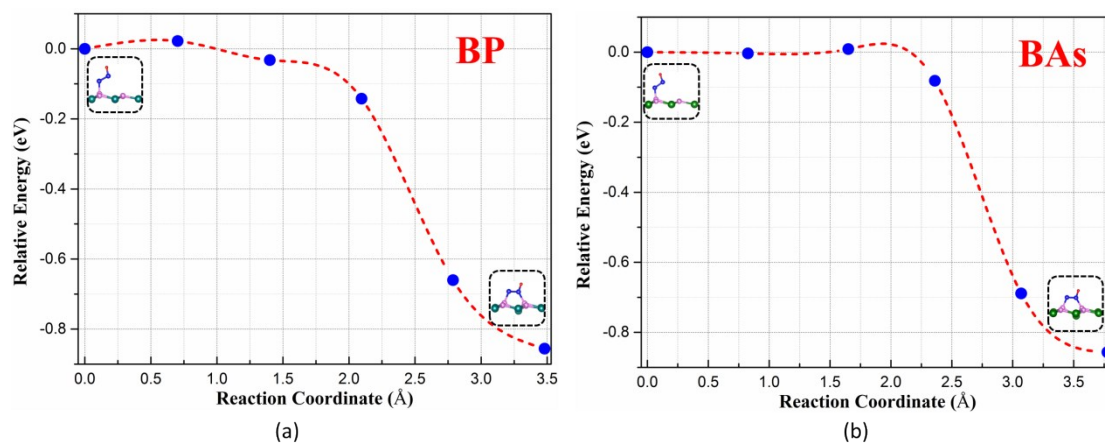 BP
0.0
-0.2
-0.4
-0.6
-0.8
Relative Energy (eV)
0.0 0.5 1.0 1.5 2.0 2.5 3.0 3.5
Reaction Coordinate (Å)
(a)
BAs
0.0
-0.2
-0.4
-0.6
-0.8
Relative Energy (eV)
0.0 0.5 1.0 1.5 2.0 2.5 3.0 3.5
Reaction Coordinate (Å)
(b)